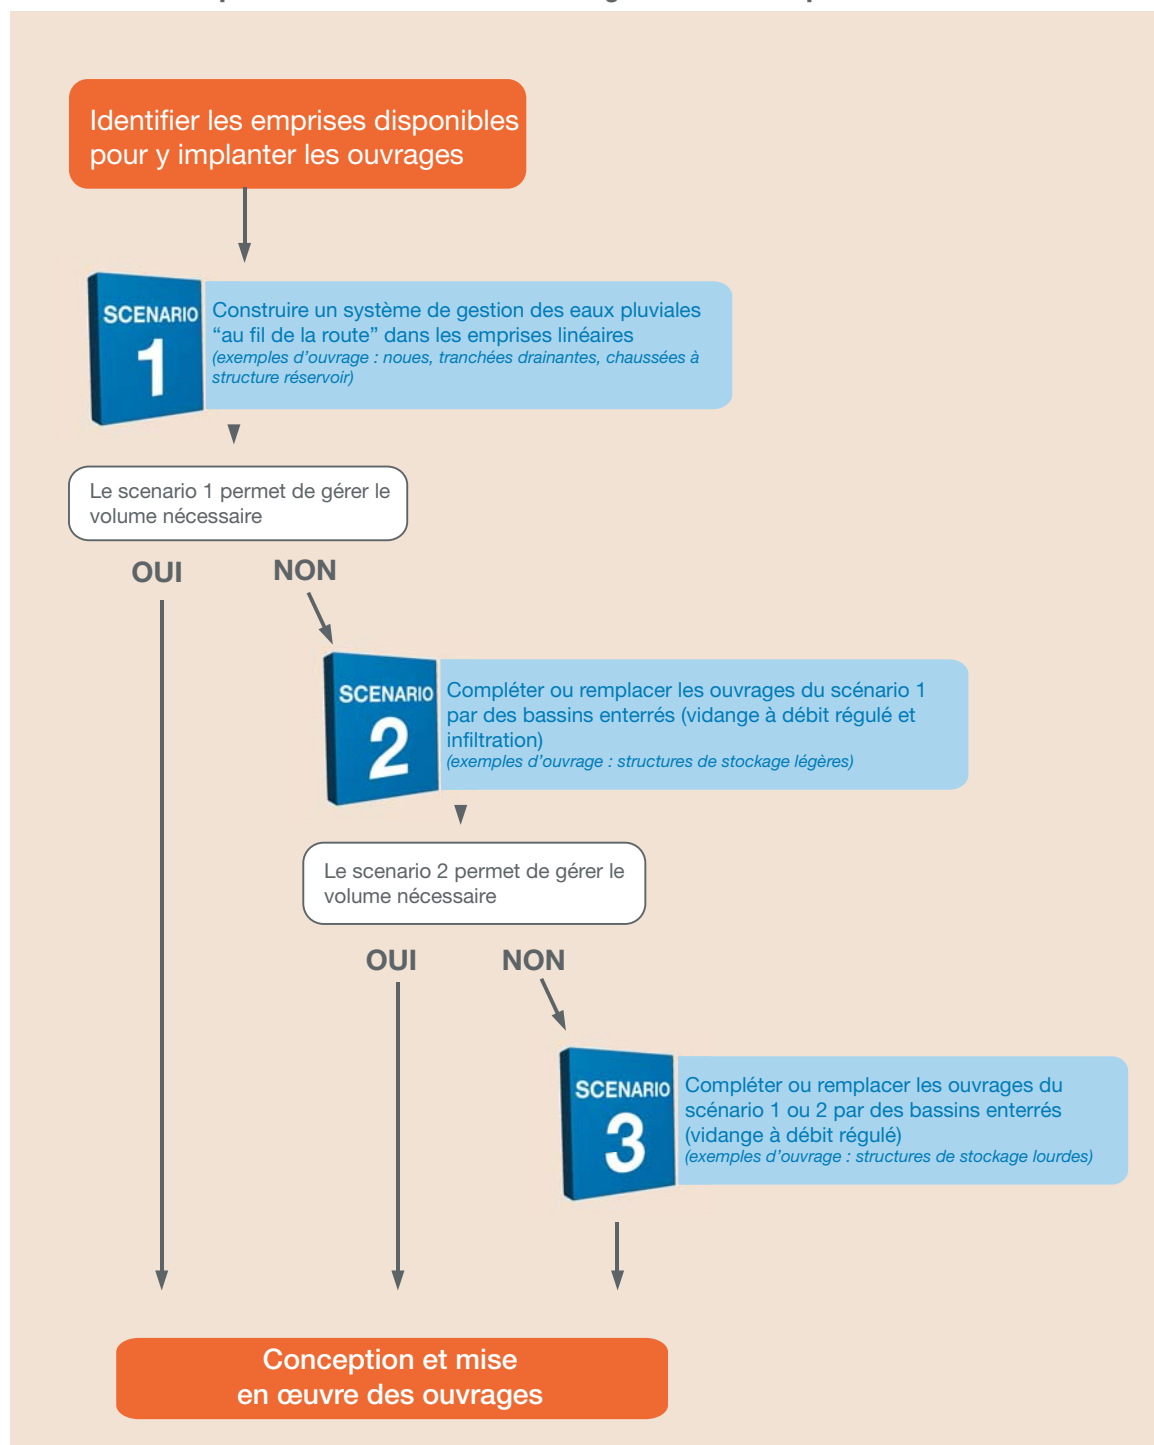 Identifier les emprises disponibles
pour y implanter les ouvrages
SCENARIO
1
Construire un système de gestion des eaux pluviales
“au fil de la route” dans les emprises linéaires
(exemples d’ouvrage : noues, tranchées drainantes, chaussées à
structure réservoir)
Le scenario 1 permet de gérer le
volume nécessaire
OUI
NON
SCENARIO
2
Compléter ou remplacer les ouvrages du scénario 1
par des bassins enterrés (vidange à débit régulé et
infiltration)
(exemples d’ouvrage : structures de stockage légères)
Le scenario 2 permet de gérer le
volume nécessaire
OUI
NON
SCENARIO
3
Compléter ou remplacer les ouvrages du
scénario 1 ou 2 par des bassins enterrés
(vidange à débit régulé)
(exemples d’ouvrage : structures de stockage lourdes)
Conception et mise
en œuvre des ouvrages